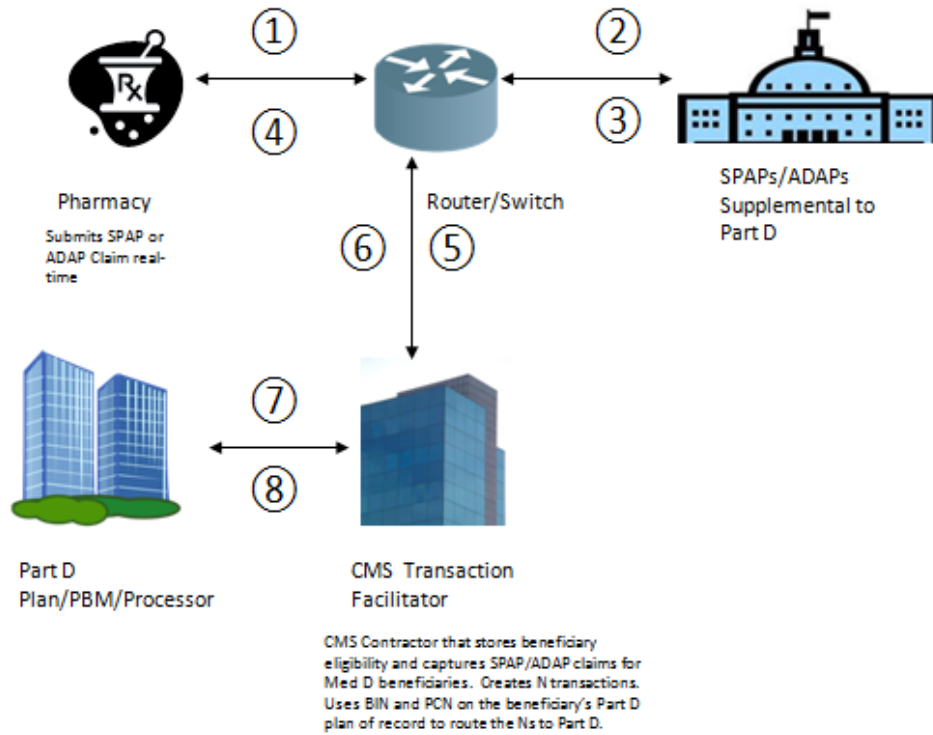 ①
②
Rx
④
③
Pharmacy
Router/Switch
SPAPs/ADAPs
Supplemental to
Part D
Submits SPAP or
ADAP Claim real-
time
⑥
⑤
⑦
⑧
Part D
Plan/PBM/Processor
CMS Transaction
Facilitator
CMS Contractor that stores beneficiary
eligibility and captures SPAP/ADAP claims for
Med D beneficiaries. Creates N transactions.
Uses BIN and PCN on the beneficiary's Part D
plan of record to route the Ns to Part D.